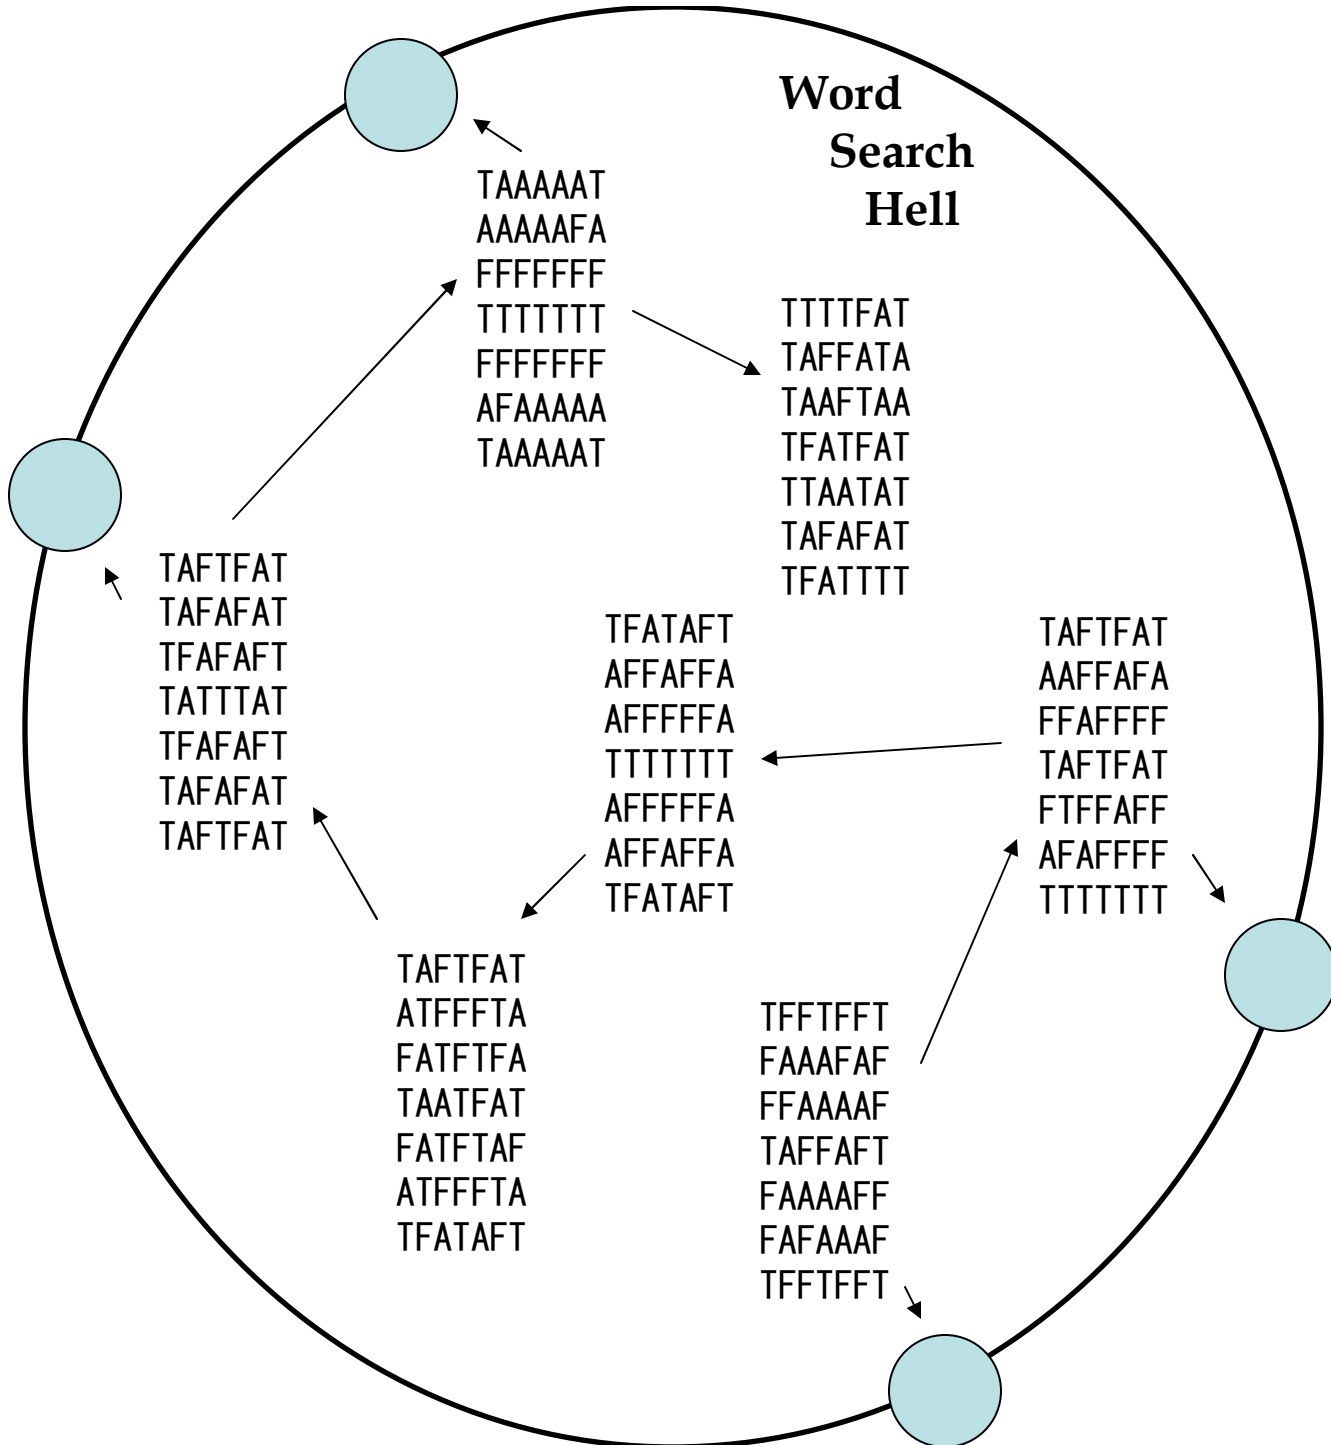 Word
Search
Hell
TAAAAAT
AAAAAFA
FFFFFFF
TTTTTTT
FFFFFFF
AFAAAAA
TAAAAAT
TTTTFAT
TAFFATA
TAAFTAA
TFATFAT
TTAATAT
TAFAFAT
TFATTTT
TAFTFAT
TAFAFAT
TFAFAFT
TATTTAT
TFAFAFT
TAFAFAT
TAFTFAT
TFATAFT
AFFAFFA
AFFFFFA
TTTTTTT
AFFFFFA
AFFAFFA
TFATAFT
TAFTFAT
AAFFAFA
FFAFFFF
TAFTFAT
FTFFAFF
AFAFFFF
TTTTTTT
TAFTFAT
ATFFFTA
FATFTFA
TAATFAT
FATFTAF
ATFFFTA
TFATAFT
TFFTFFT
FAAAFAF
FFAAAAF
TAFFAFT
FAAAAFF
FAFAAAF
TFFTFFT